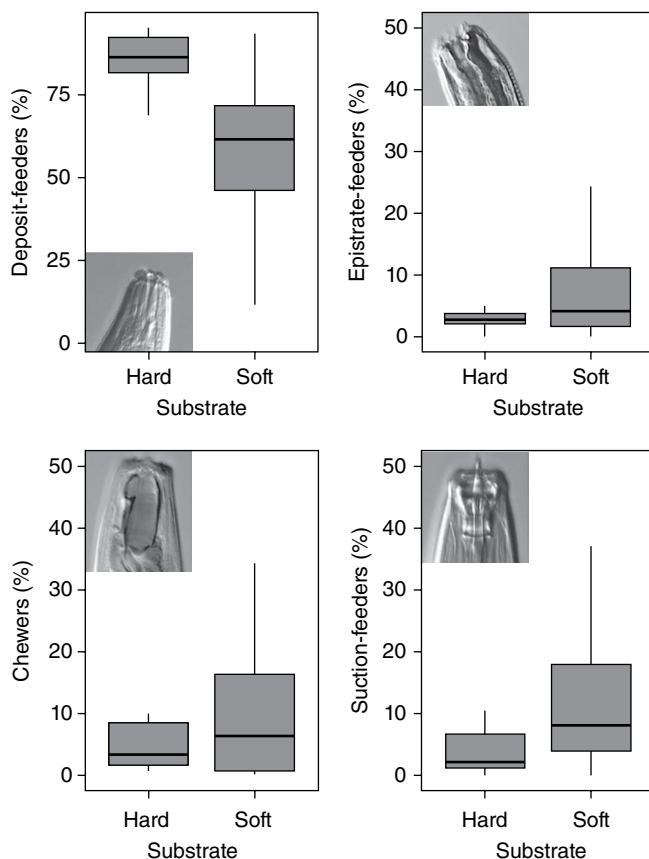 Deposit-feeders (%)
75
50
25
0
Hard Soft
Substrate
Epistrate-feeders (%)
50
40
30
20
10
0
Hard Soft
Substrate
Chewers (%)
50
40
30
20
10
0
Hard Soft
Substrate
Suction-feeders (%)
50
40
30
20
10
0
Hard Soft
Substrate